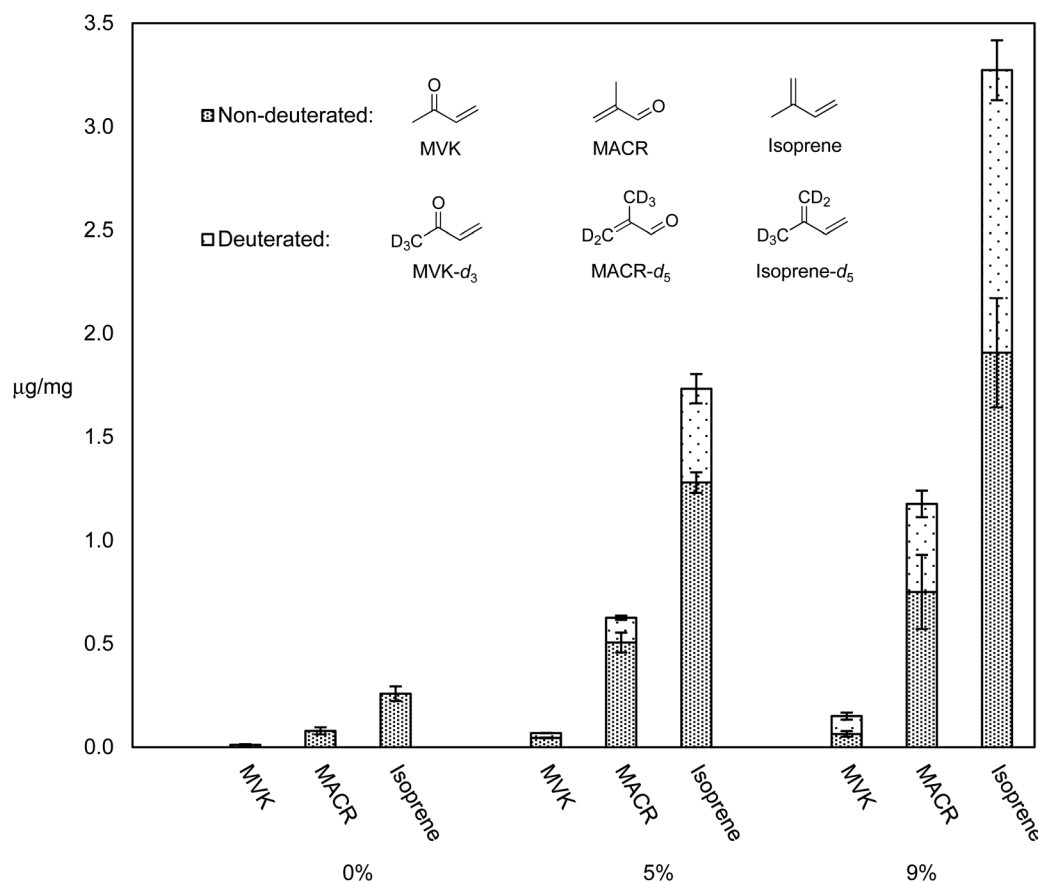 3.5
3.0
2.5
2.0
1.5
1.0
0.5
0.0
μg/mg
Non-deuterated:
O
MVK
O
MACR
Isoprene
Deuterated:
O
D3C
MVK-d3
CD3
D2C
O
MACR-d5
CD2
D3C
Isoprene-d5
MVK
MACR
Isoprene
MVK
MACR
Isoprene
MVK
MACR
Isoprene
0%
5%
9%